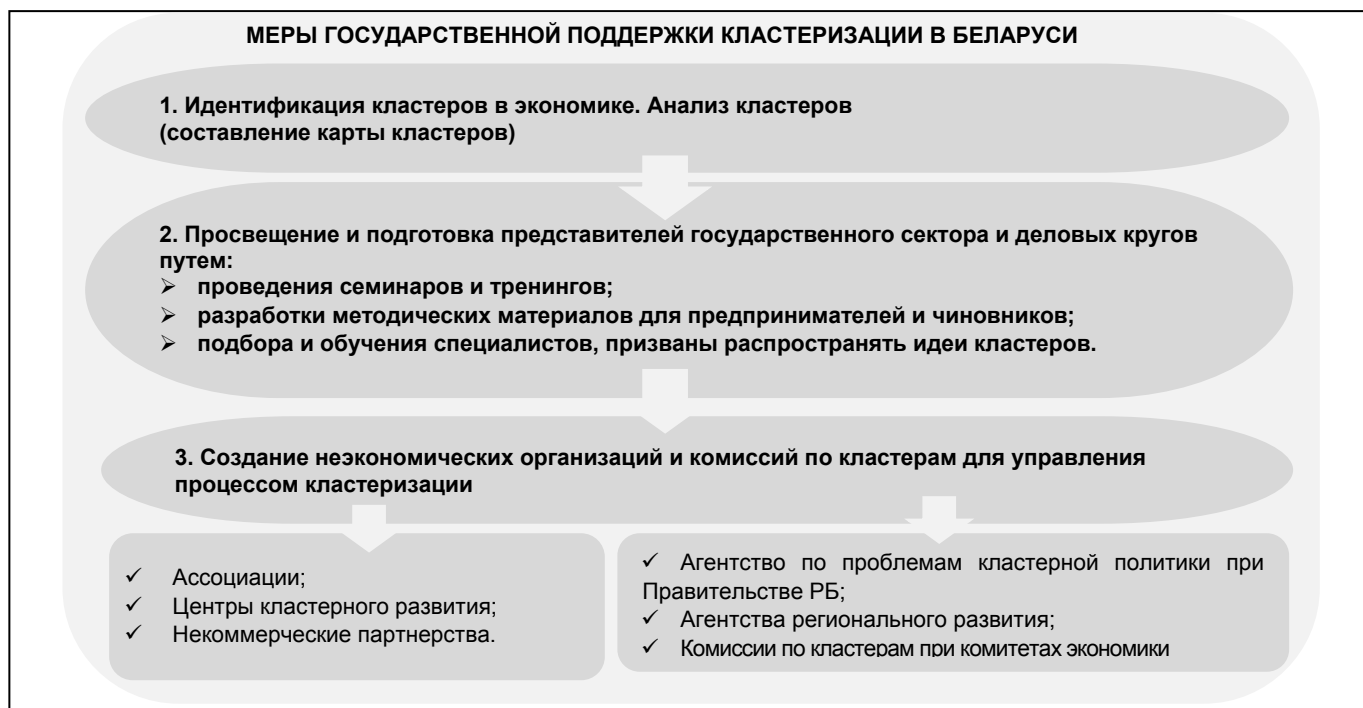 МЕРЫ ГОСУДАРСТВЕННОЙ ПОДДЕРЖКИ КЛАСТЕРИЗАЦИИ В БЕЛАРУСИ
1. Идентификация кластеров в экономике. Анализ кластеров
(составление карты кластеров)
2. Просвещение и подготовка представителей государственного сектора и деловых кругов
путем:
➢ проведения семинаров и тренингов;
➢ разработки методических материалов для предпринимателей и чиновников;
➢ подбора и обучения специалистов, призваны распространять идеи кластеров.
3. Создание неэкономических организаций и комиссий по кластерам для управления
процессом кластеризации
✓ Ассоциации;
✓ Центры кластерного развития;
✓ Некоммерческие партнерства.
✓ Агентство по проблемам кластерной политики при
Правительстве РБ;
✓ Агентства регионального развития;
✓ Комиссии по кластерам при комитетах экономики